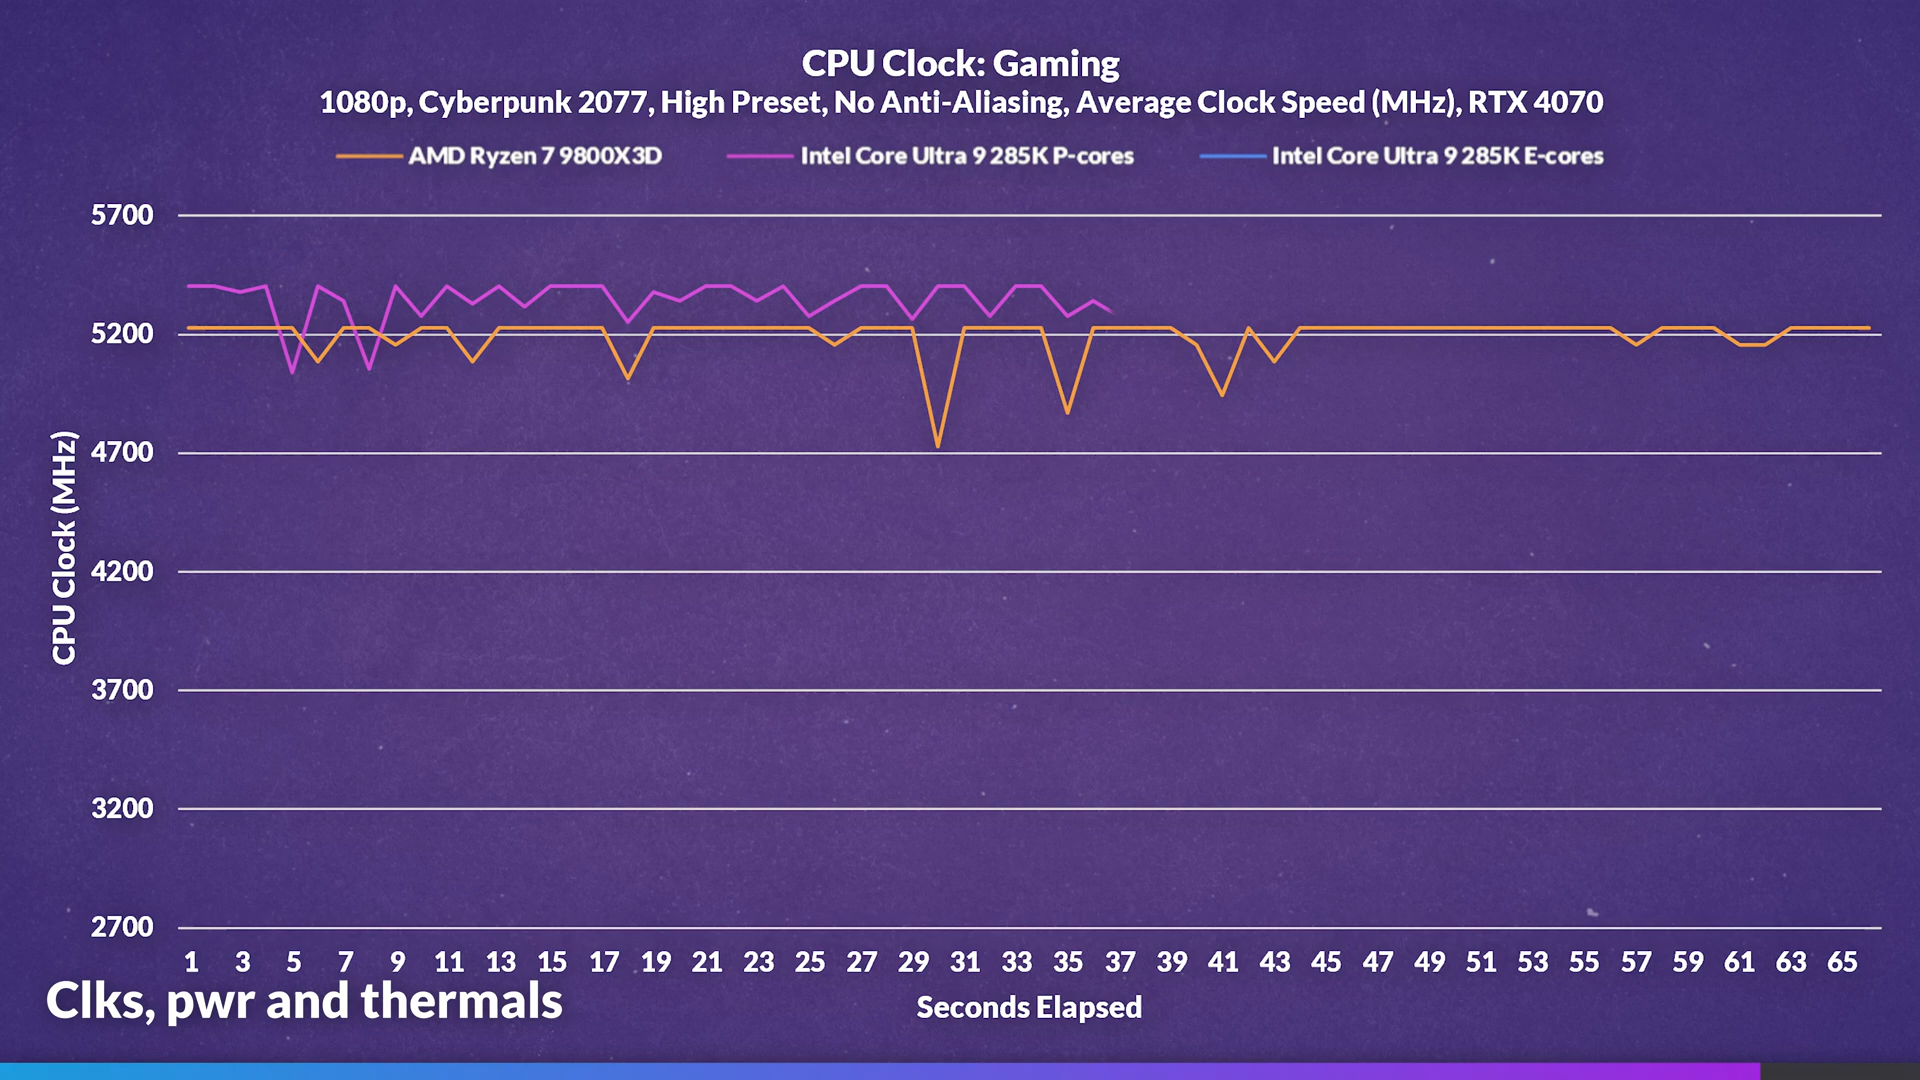 CPU Clock: Gaming
1080p, Cyberpunk 2077, High Preset, No Anti-Aliasing, Average Clock Speed (MHz), RTX 4070
AMD Ryzen 7 9800X3D Intel Core Ultra 9 285K P-cores Intel Core Ultra 9 285K E-cores
5700
5200
4700
4200
3700
3200
2700
CPU Clock (MHz)
1 3 5 7 9 11 13 15 17 19 21 23 25 27 29 31 33 35 37 39 41 43 45 47 49 51 53 55 57 59 61 63 65
Seconds Elapsed
Clks, pwr and thermals